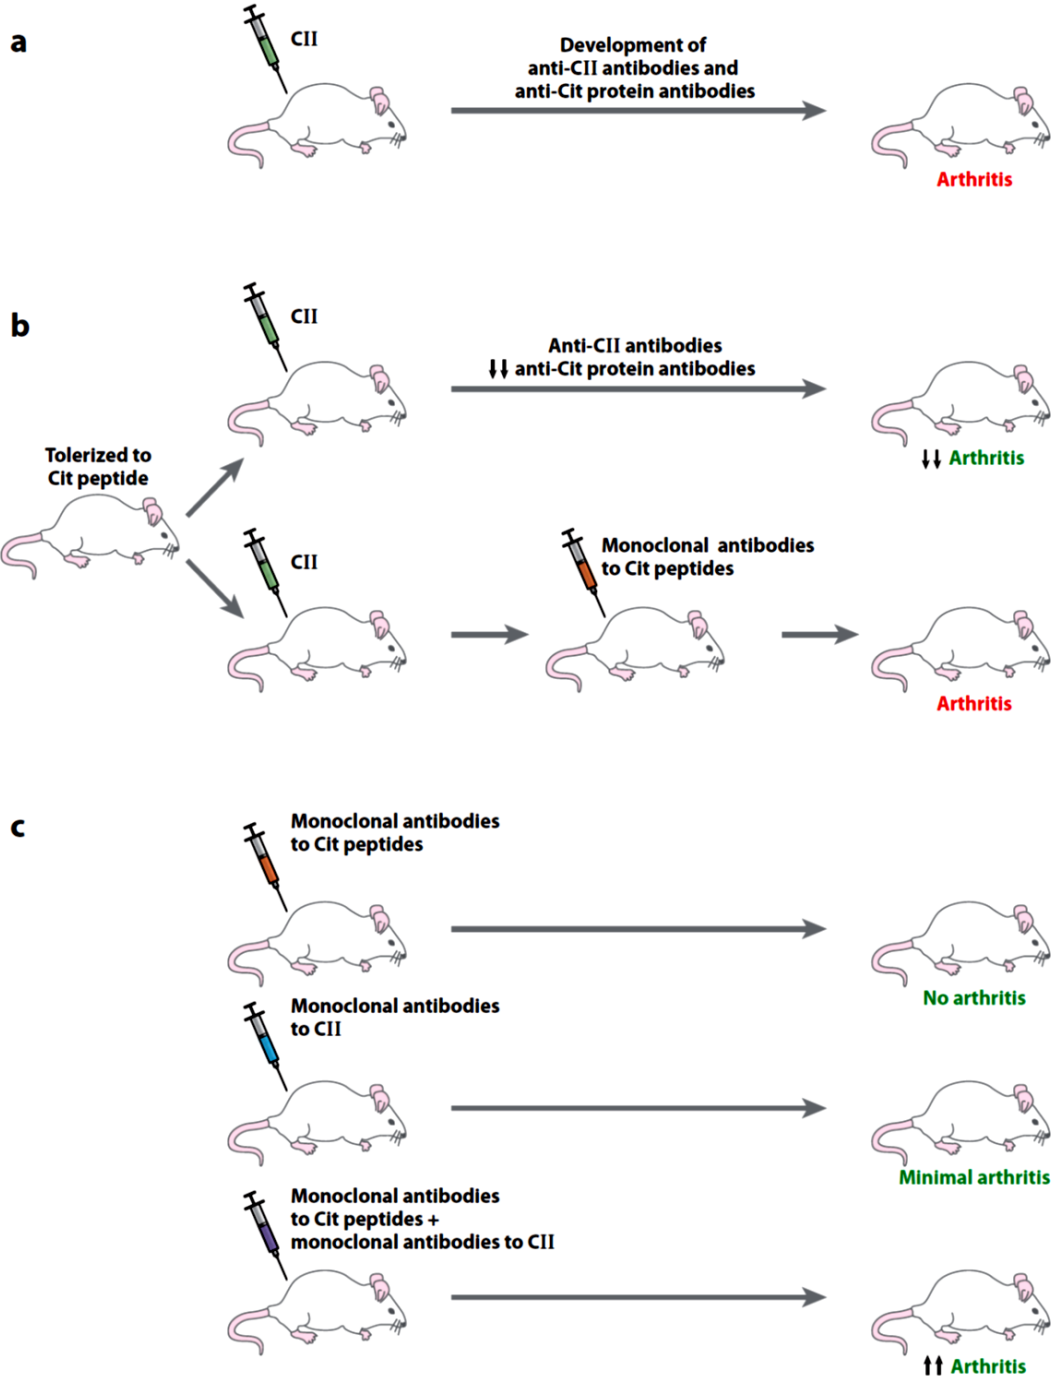 a
CII
Development of
anti-CII antibodies and
anti-Cit protein antibodies
Arthritis
b
CII
Anti-CII antibodies
↓↓ anti-Cit protein antibodies
↓↓ Arthritis
Tolerized to
Cit peptide
CII
Monoclonal antibodies
to Cit peptides
Arthritis
c
Monoclonal antibodies
to Cit peptides
No arthritis
Monoclonal antibodies
to CII
Minimal arthritis
Monoclonal antibodies
to Cit peptides +
monoclonal antibodies to CII
↑↑ Arthritis